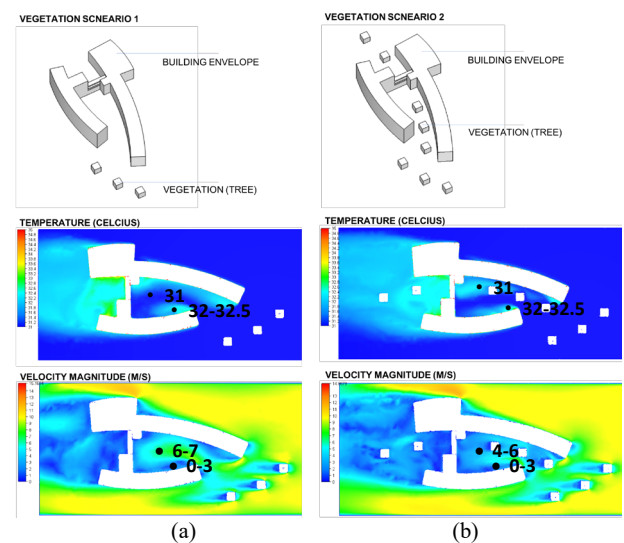 VEGETATION SCNEARIO 1
BUILDING ENVELOPE
VEGETATION (TREE)
TEMPERATURE (CELCIUS)
31
32-32.5
VELOCITY MAGNITUDE (M/S)
6-7
0-3
(a)
VEGETATION SCNEARIO 2
BUILDING ENVELOPE
VEGETATION (TREE)
TEMPERATURE (CELCIUS)
31
32-32.5
VELOCITY MAGNITUDE (M/S)
4-6
0-3
(b)